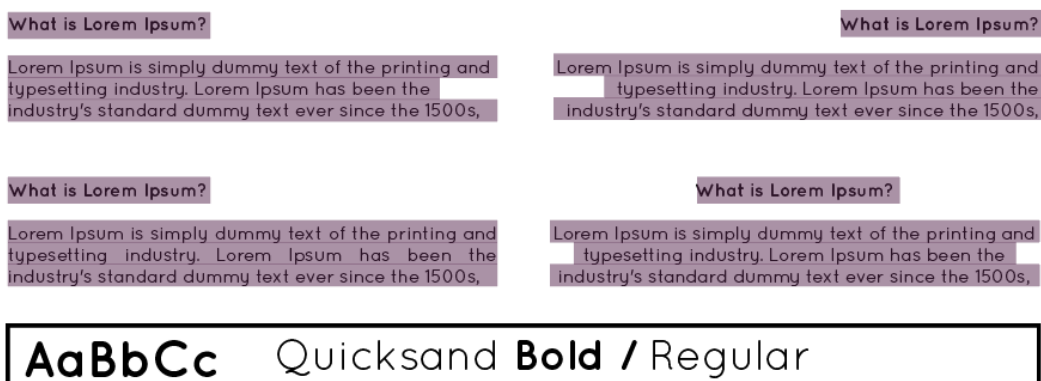 What is Lorem Ipsum?
Lorem Ipsum is simply dummy text of the printing and
typesetting industry. Lorem Ipsum has been the
industry's standard dummy text ever since the 1500s,
What is Lorem Ipsum?
Lorem Ipsum is simply dummy text of the printing and
typesetting industry. Lorem Ipsum has been the
industry's standard dummy text ever since the 1500s,
What is Lorem Ipsum?
Lorem Ipsum is simply dummy text of the printing and
typesetting industry. Lorem Ipsum has been the
industry's standard dummy text ever since the 1500s,
What is Lorem Ipsum?
Lorem Ipsum is simply dummy text of the printing and
typesetting industry. Lorem Ipsum has been the
industry's standard dummy text ever since the 1500s,
AaBbCc Quicksand Bold / Regular